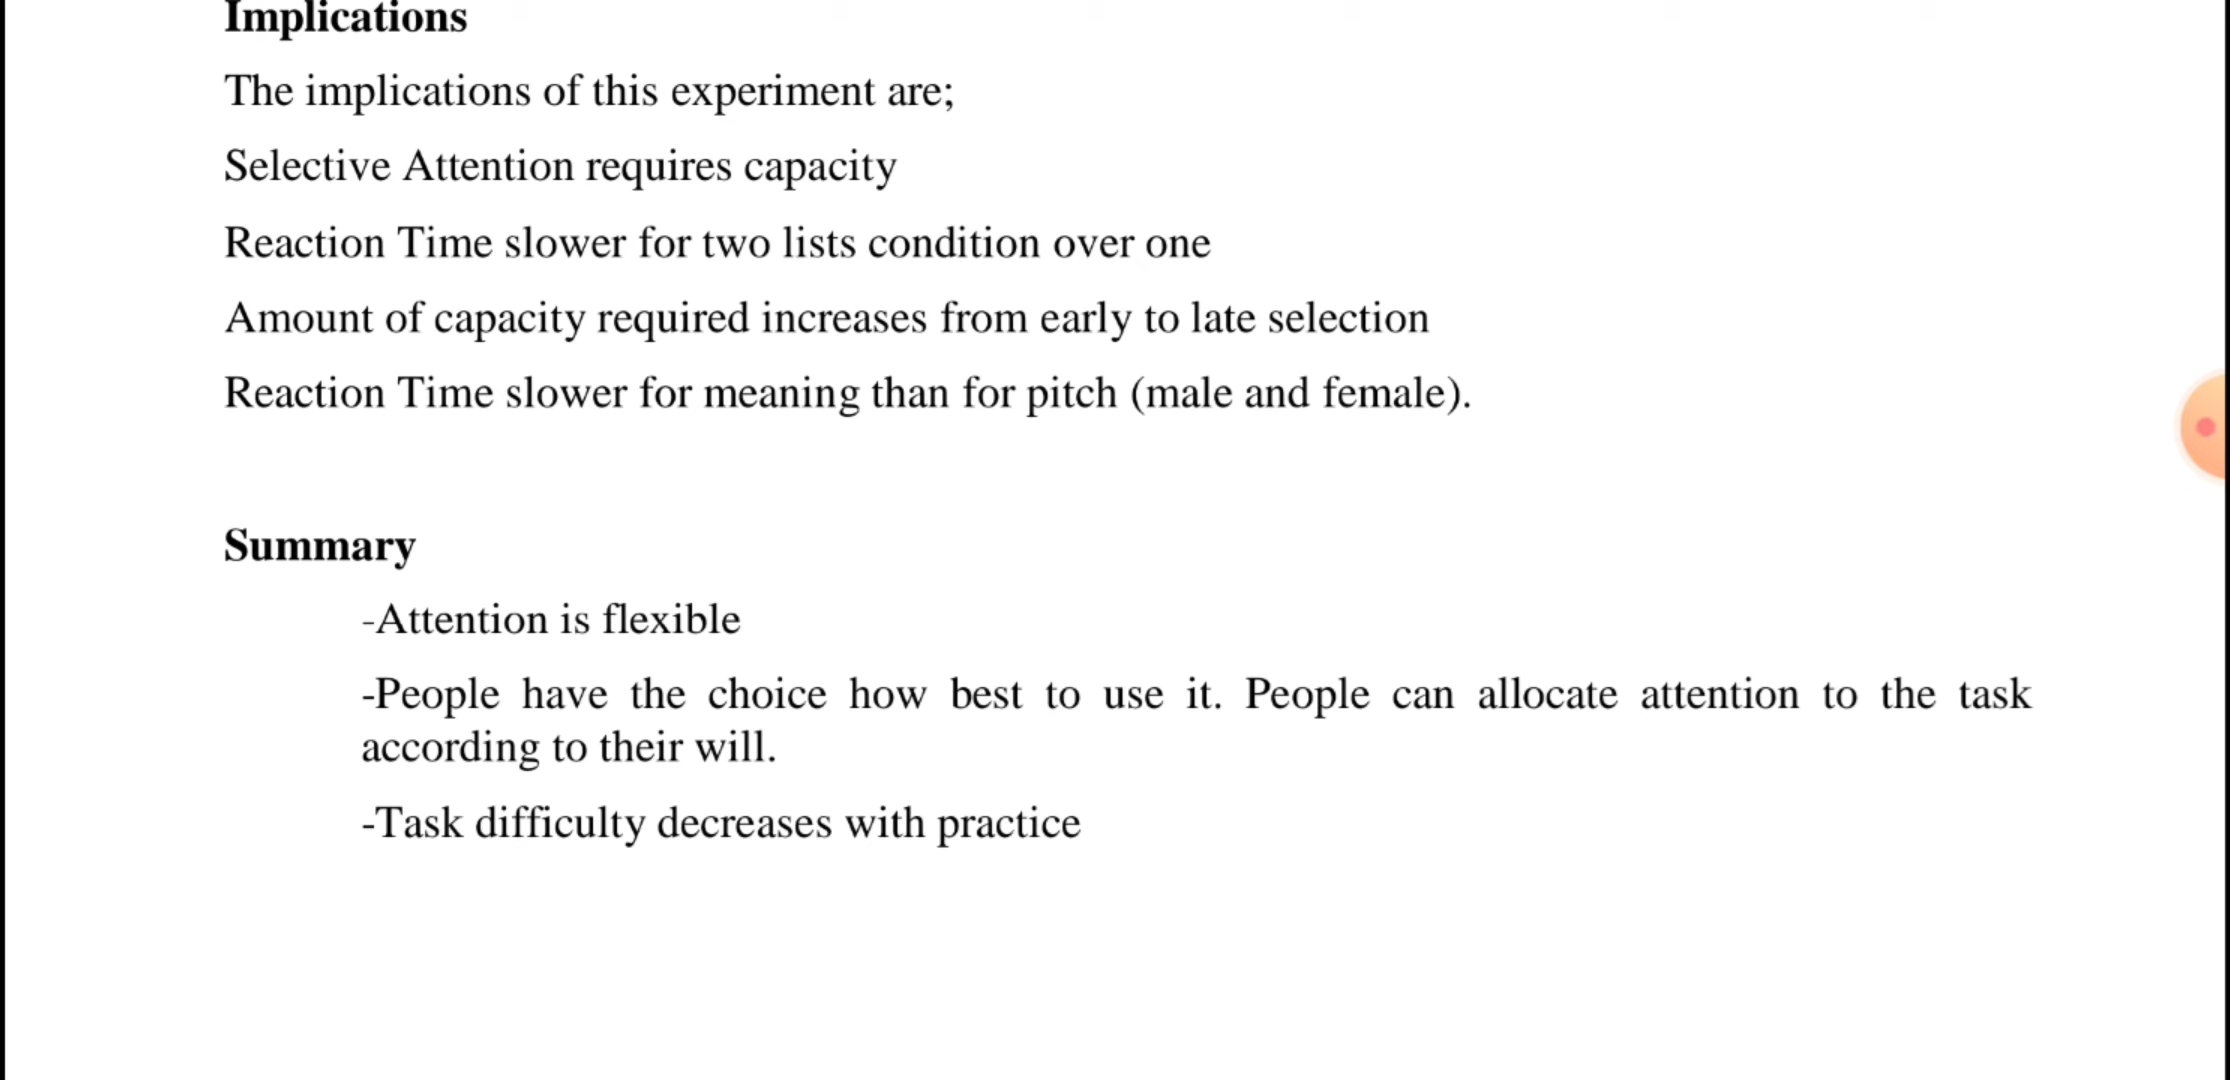 Implications
The implications of this experiment are;
Selective Attention requires capacity
Reaction Time slower for two lists condition over one
Amount of capacity required increases from early to late selection
Reaction Time slower for meaning than for pitch (male and female).
Summary
-Attention is flexible
-People have the choice how best to use it. People can allocate attention to the task
according to their will.
-Task difficulty decreases with practice